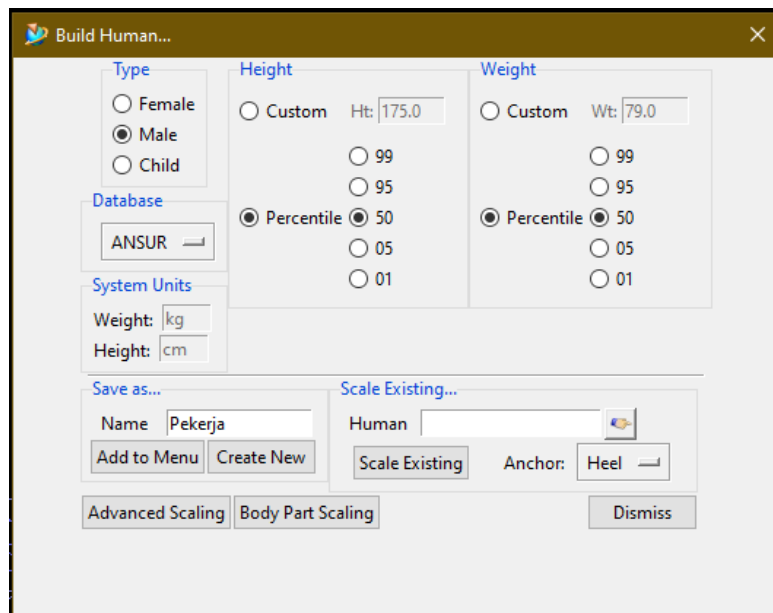 Build Human...
Type
Female
Male
Child
Database
ANSUR
System Units
Weight: kg
Height: cm
Height
Custom Ht: 175.0
99
95
Percentile 50
05
01
Weight
Custom Wt: 79.0
99
95
Percentile 50
05
01
Save as...
Name Pekerja
Add to Menu Create New
Scale Existing...
Human
Scale Existing Anchor: Heel
Advanced Scaling Body Part Scaling Dismiss